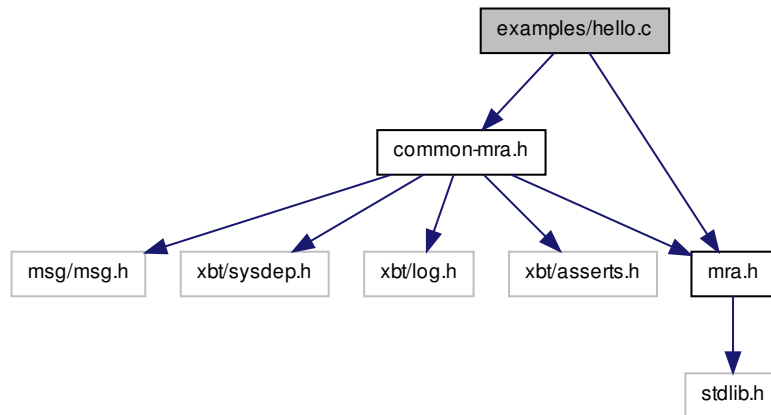 examples/hello.c
common-mra.h
msg/msg.h
xbt/sysdep.h
xbt/log.h
xbt/asserts.h
mra.h
stdlib.h